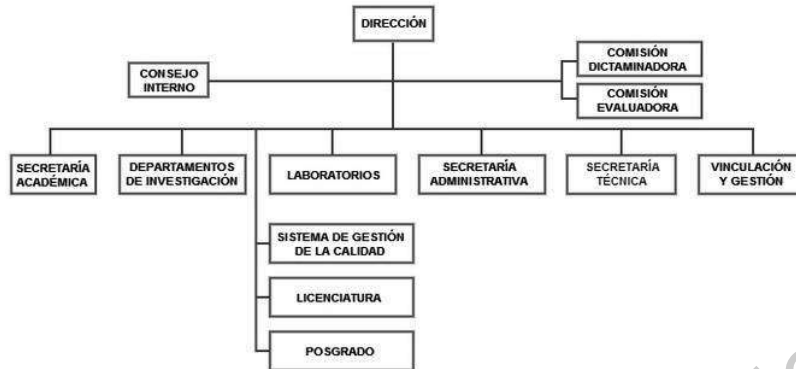 DIRECCIÓN
CONSEJO
INTERNO
COMISIÓN
DICTAMINADORA
COMISIÓN
EVALUADORA
SECRETARÍA
ACADÉMICA
DEPARTAMENTOS
DE INVESTIGACIÓN
LABORATORIOS
SECRETARÍA
ADMINISTRATIVA
SECRETARÍA
TÉCNICA
VINCULACIÓN
Y GESTIÓN
SISTEMA DE GESTIÓN
DE LA CALIDAD
LICENCIATURA
POSGRADO